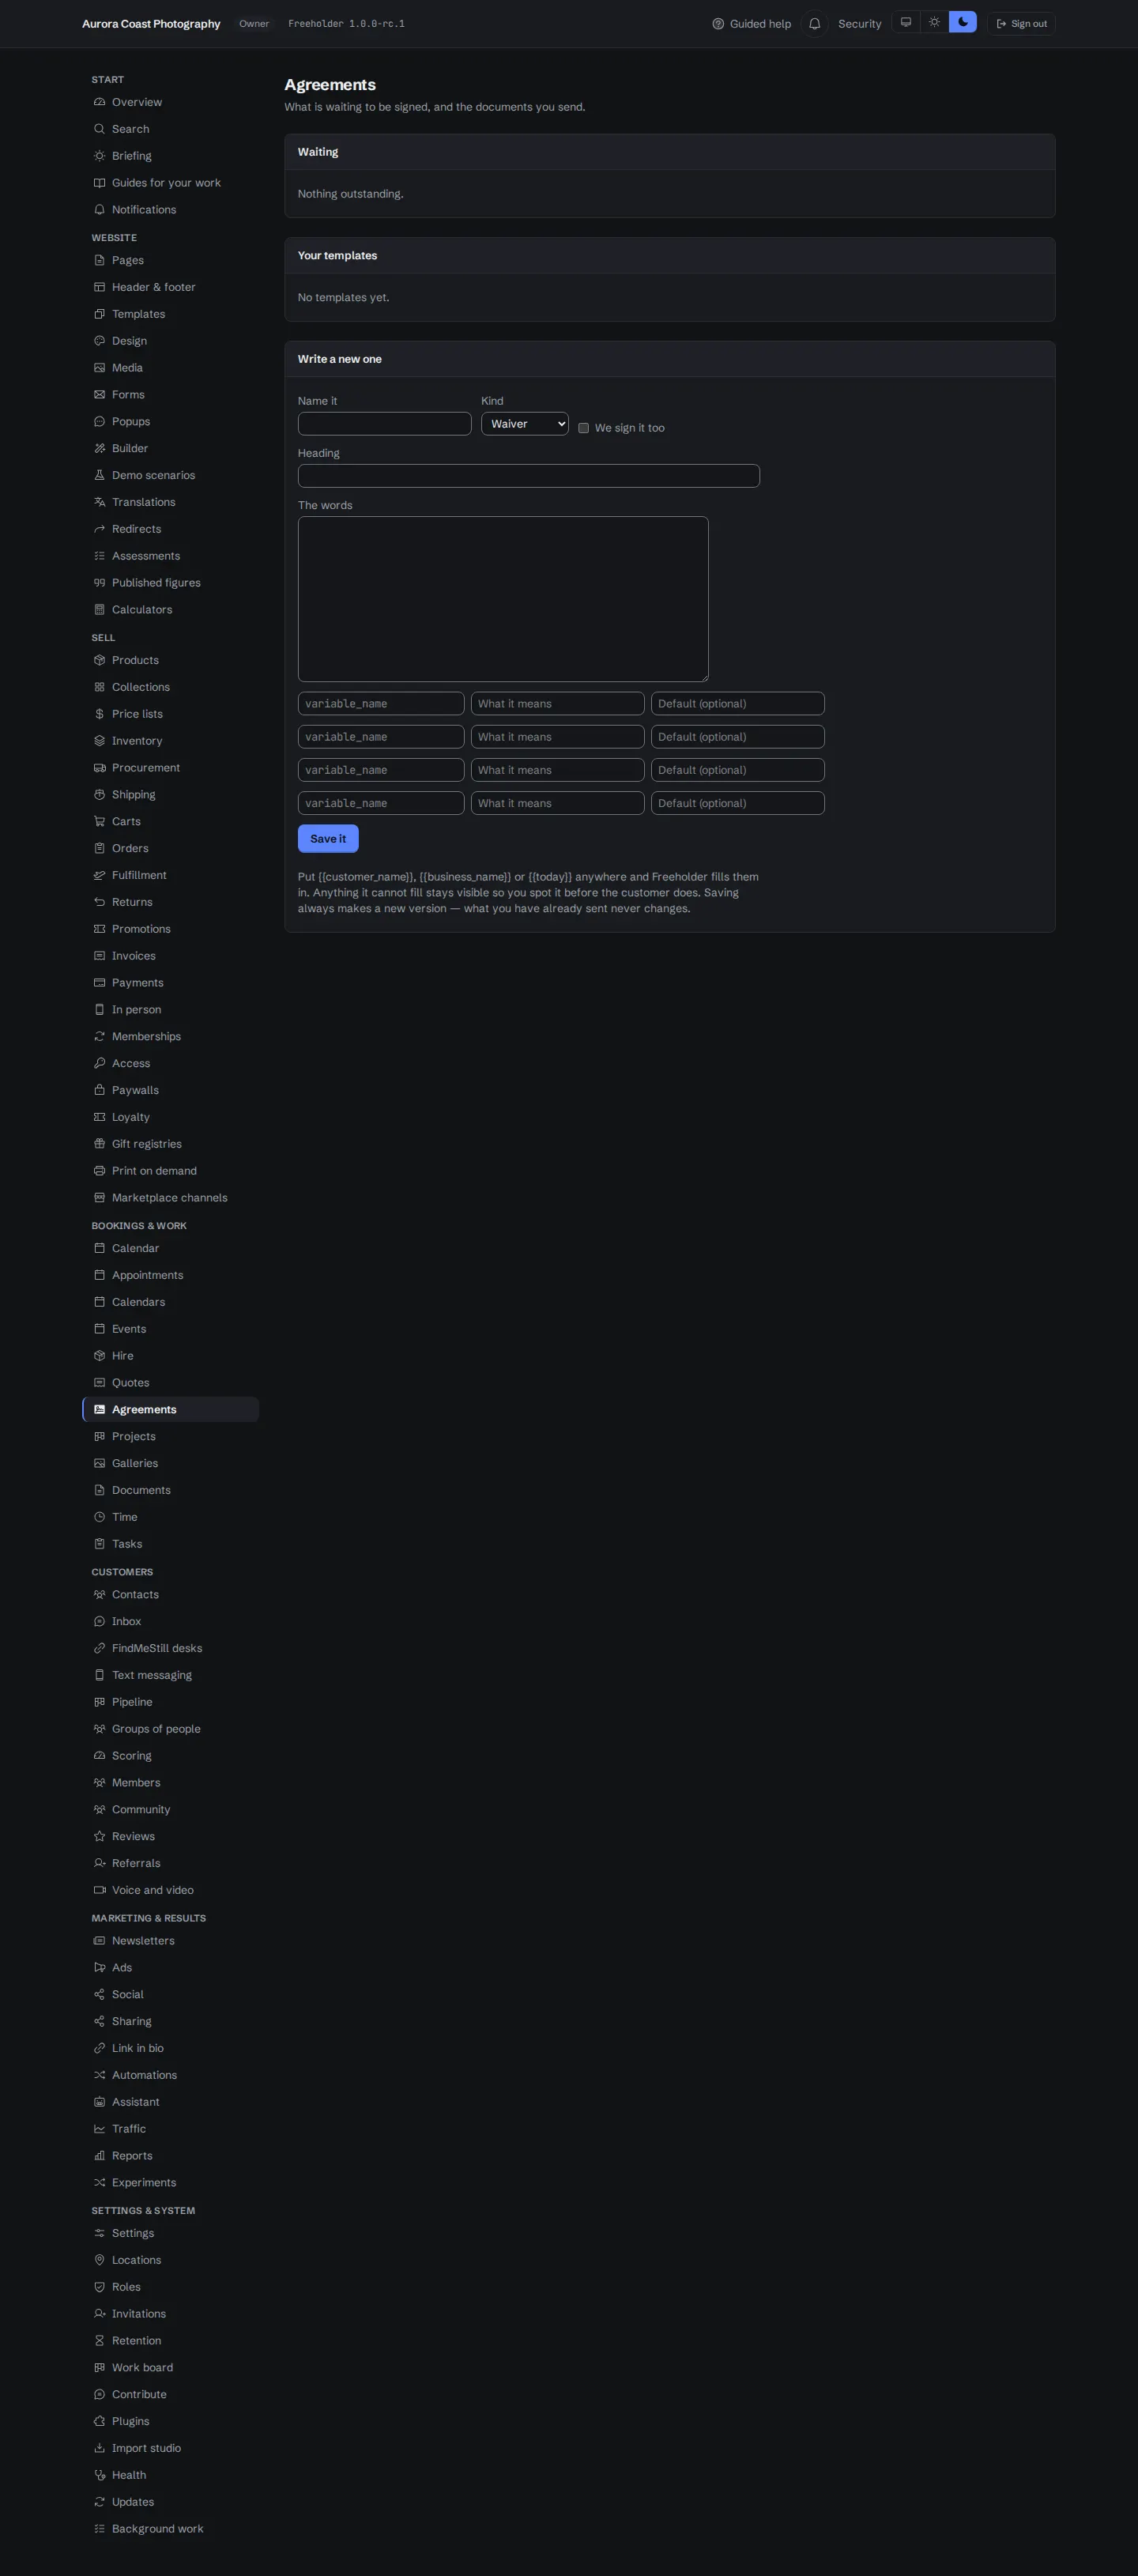 Aurora Coast Photography
Owner
Freeholder 1.0.0-rc.1
Guided help
Security
Sign out
START
Overview
Search
Briefing
Guides for your work
Notifications
WEBSITE
Pages
Header & footer
Templates
Design
Media
Forms
Popups
Builder
Demo scenarios
Translations
Redirects
Assessments
Published figures
Calculators
SELL
Products
Collections
Price lists
Inventory
Procurement
Shipping
Carts
Orders
Fulfillment
Returns
Promotions
Invoices
Payments
In person
Memberships
Access
Paywalls
Loyalty
Gift registries
Print on demand
Marketplace channels
BOOKINGS & WORK
Calendar
Appointments
Calendars
Events
Hire
Quotes
Agreements
Projects
Galleries
Documents
Time
Tasks
CUSTOMERS
Contacts
Inbox
FindMeStill desks
Text messaging
Pipeline
Groups of people
Scoring
Members
Community
Reviews
Referrals
Voice and video
MARKETING & RESULTS
Newsletters
Ads
Social
Sharing
Link in bio
Automations
Assistant
Traffic
Reports
Experiments
SETTINGS & SYSTEM
Settings
Locations
Roles
Invitations
Retention
Work board
Contribute
Plugins
Import studio
Health
Updates
Background work
Agreements
What is waiting to be signed, and the documents you send.
Waiting
Nothing outstanding.
Your templates
No templates yet.
Write a new one
Name it
Kind
Waiver
We sign it too
Heading
The words
variable_name What it means Default (optional)
variable_name What it means Default (optional)
variable_name What it means Default (optional)
variable_name What it means Default (optional)
Save it
Put {{customer_name}}, {{business_name}} or {{today}} anywhere and Freeholder fills them
in. Anything it cannot fill stays visible so you spot it before the customer does. Saving
always makes a new version — what you have already sent never changes.